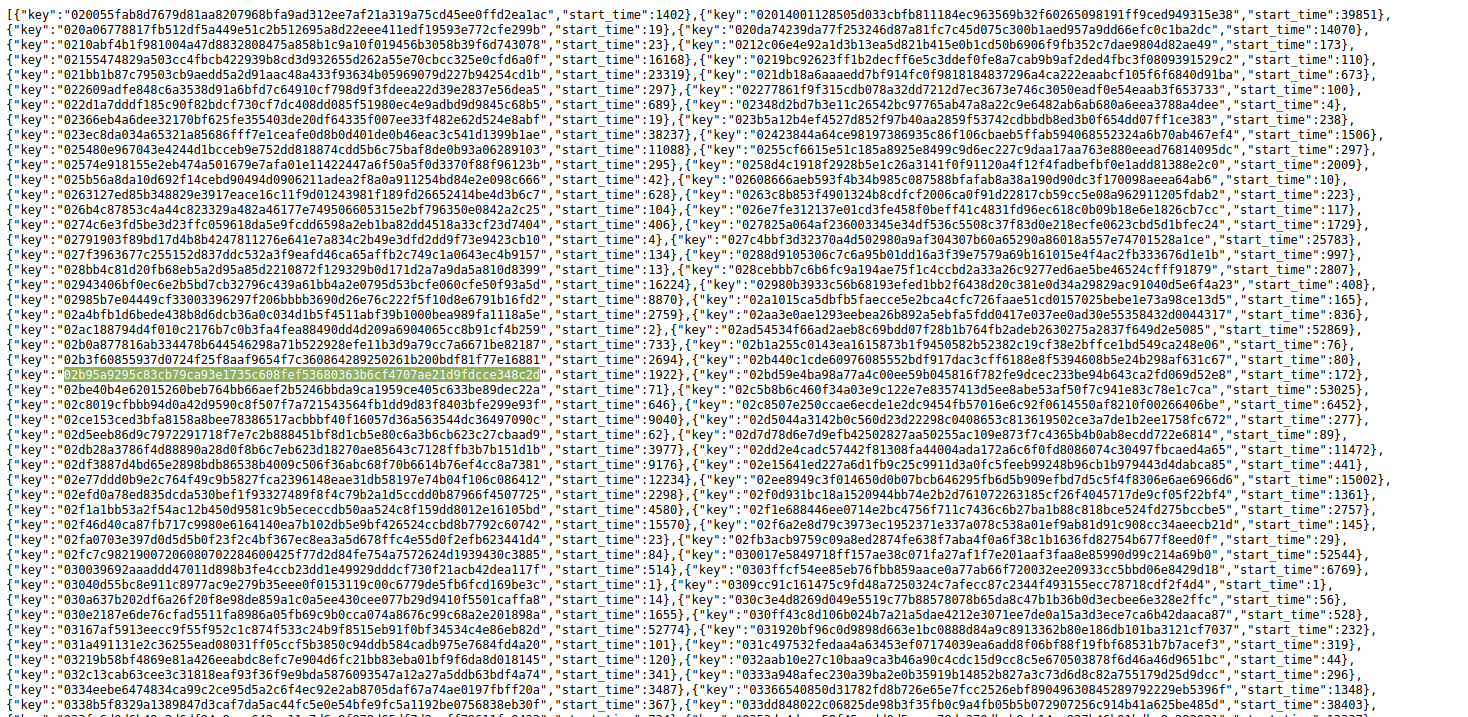 [{"key":"020055fab8d7679d81aa8207968bfa9ad312ee7af21a319a75cd45ee0ffd2ea1ac","start_time":1402},{"key":"02014001128505d033cbfb811184ec963569b32f60265098191ff9ced949315e38","start_time":39851},
{"key":"020a06778817fb512df5a449e51c2b512695a8d22eee411edf19593e772cfe299b","start_time":19},{"key":"020da74239da77f253246d87a81fc7c45d075c300b1aed957a9dd66efc0c1ba2dc","start_time":14070},
{"key":"0210abf4b1f981004a47d8832808475a858b1c9a10f019456b3058b39f6d743078","start_time":23},{"key":"0212c06e4e92a1d3b13ea5d821b415e0b1cd50b6906f9fb352c7dae9804d82ae49","start_time":173},
{"key":"02155474829a503cc4fbcb422939b8cd3d932655d262a55e70cbcc325e0cfd6a0f","start_time":16168},{"key":"0219bc92623ff1b2decff6e5c3ddef0fe8a7cab9b9af2ded4fbc3f0809391529c2","start_time":110},
{"key":"021bb1b87c79503cb9aedd5a2d91aac48a433f93634b05969079d227b94254cd1b","start_time":23319},{"key":"021db18a6aaaedd7bf914fc0f9818184837296a4ca222eaabcf105f6f6840d91ba","start_time":673},
{"key":"022609adfe848c6a3538d91a6bfd7c64910cf798d9f3fdeea22d39e2837e56dea5","start_time":297},{"key":"02277861f9f315cdb078a32dd7212d7ec3673e746c3050eadf0e54eaab3f653733","start_time":100},
{"key":"022d1a7dddf185c90f82bdcf730cf7dc408dd085f51980ec4e9adbd9d9845c68b5","start_time":689},{"key":"02348d2bd7b3e11c26542bc97765ab47a8a22c9e6482ab6ab680a6eea3788a4dee","start_time":4},
{"key":"02366eb4a6dee32170bf625fe355403de20df64335f007ee33f482e62d524e8abf","start_time":19},{"key":"023b5a12b4ef4527d852f97b40aa2859f53742cdbbdb8ed3b0f654dd07ff1ce383","start_time":238},
{"key":"023ec8da034a65321a85686fff7e1ceafe0d8b0d401de0b46eac3c541d1399b1ae","start_time":38237},{"key":"02423844a64ce98197386935c86f106cbaeb5ffab594068552324a6b70ab467ef4","start_time":1506},
{"key":"025480e967043e4244d1bcceb9e752dd818874cdd5b6c75baf8de0b93a06289103","start_time":11088},{"key":"0255cf6615e51c185a8925e8499c9d6ec227c9daa17aa763e880eead76814095dc","start_time":297},
{"key":"02574e918155e2eb474a501679e7afa01e11422447a6f50a5f0d3370f88f96123b","start_time":295},{"key":"0258d4c1918f2928b5e1c26a3141f0f91120a4f12f4fadbefbf0e1add81388e2c0","start_time":2009},
{"key":"025b56a8da10d692f14cebd90494d0906211adea2f8a0a911254bd84e2e098c666","start_time":42},{"key":"02608666aeb593f4b34b985c087588bfafab8a38a190d90dc3f170098aeea64ab6","start_time":10},
{"key":"0263127ed85b348829e3917eace16c11f9d01243981f189fd26652414be4d3b6c7","start_time":628},{"key":"0263c8b853f4901324b8cdfcf2006ca0f91d22817cb59cc5e08a962911205fdab2","start_time":223},
{"key":"026b4c87853c4a44c823329a482a46177e749506605315e2bf796350e0842a2c25","start_time":104},{"key":"026e7fe312137e01cd3fe458f0beff41c4831fd96ec618c0b09b18e6e1826cb7cc","start_time":117},
{"key":"0274c6e3fd5be3d23ffc059618da5e9fcdd6598a2eb1ba82dd4518a33cf23d7404","start_time":406},{"key":"027825a064af236003345e34df536c5508c37f83d0e218ecfe0623cbd5d1bfec24","start_time":1729},
{"key":"02791903f89bd17d4b8b4247811276e641e7a834c2b49e3dfd2dd9f73e9423cb10","start_time":4},{"key":"027c4bbf3d32370a4d502980a9af304307b60a65290a86018a557e74701528a1ce","start_time":25783},
{"key":"027f3963677c255152d837ddc532a3f9eafd46ca65affb2c749c1a0643ec4b9157","start_time":134},{"key":"0288d9105306c7c6a95b01dd16a3f39e7579a69b161015e4f4ac2fb333676d1e1b","start_time":997},
{"key":"028bb4c81d20fb68eb5a2d95a85d2210872f129329b0d171d2a7a9da5a810d8399","start_time":13},{"key":"028cebbb7c6b6fc9a194ae75f1c4ccbd2a33a26c9277ed6ae5be46524cfff91879","start_time":2807},
{"key":"02943406bf0ec6e2b5bd7cb32796c439a61bb4a2e0795d53bcfe060cfe50f93a5d","start_time":16224},{"key":"02980b3933c56b68193efed1bb2f6438d20c381e0d34a29829ac91040d5e6f4a23","start_time":408},
{"key":"02985b7e04449cf33003396297f206bbbb3690d26e76c222f5f10d8e6791b16fd2","start_time":8870},{"key":"02a1015ca5dbfb5faecce5e2bca4cfc726faae51cd0157025bebe1e73a98ce13d5","start_time":165},
{"key":"02a4bfb1d6bede438b8d6dcb36a0c034d1b5f4511abf39b1000bea989fa1118a5e","start_time":2759},{"key":"02aa3e0ae1293eebea26b892a5ebfa5fdd0417e037ee0ad30e55358432d0044317","start_time":836},
{"key":"02ac188794d4f010c2176b7c0b3fa4fea88490dd4d209a6904065cc8b91cf4b259","start_time":2},{"key":"02ad54534f66ad2aeb8c69bdd07f28b1b764fb2adeb2630275a2837f649d2e5085","start_time":52869},
{"key":"02b0a877816ab334478b644546298a71b522928efe11b3d9a79cc7a6671be82187","start_time":733},{"key":"02b1a255c0143ea1615873b1f9450582b52382c19cf38e2bffce1bd549ca248e06","start_time":76},
{"key":"02b3f60855937d0724f25f8aaf9654f7c360864289250261b200bdf81f77e16881","start_time":2694},{"key":"02b440c1cde60976085552bdf917dac3cff6188e8f5394608b5e24b298af631c67","start_time":80},
{"key":"02b95a9295c83cb79ca93e1735c608fef53680363b6cf4707ae21d9fdcce348c2d","start_time":1922},{"key":"02bd59e4ba98a77a4c00ee59b045816f782fe9dcec233be94b643ca2fd069d52e8","start_time":172},
{"key":"02be40b4e62015260beb764bb66aef2b5246bbda9ca1959ce405c633be89dec22a","start_time":71},{"key":"02c5b8b6c460f34a03e9c122e7e8357413d5ee8abe53af50f7c941e83c78e1c7ca","start_time":53025},
{"key":"02c8019cfbbb94d0a42d9590c8f507f7a721543564fb1dd9d83f8403bfe299e93f","start_time":646},{"key":"02c8507e250ccae6ecde1e2dc9454fb57016e6c92f0614550af8210f00266406be","start_time":6452},
{"key":"02ce153ced3bfa8158a8bee78386517acbbbf40f16057d36a563544dc36497090c","start_time":9040},{"key":"02d5044a3142b0c560d23d22298c0408653c813619502ce3a7de1b2ee1758fc672","start_time":277},
{"key":"02d5eeb86d9c7972291718f7e7c2b888451bf8d1cb5e80c6a3b6cb623c27cbaad9","start_time":62},{"key":"02d7d78d6e7d9efb42502827aa50255ac109e873f7c4365b4b0ab8ecdd722e6814","start_time":89},
{"key":"02db28a3786f4d88890a28d0f8b6c7eb623d18270ae85643c7128ffb3b7b151d1b","start_time":3977},{"key":"02dd2e4cadc57442f81308fa44004ada172a6c6f0fd8086074c30497fbcaed4a65","start_time":11472},
{"key":"02df3887d4bd65e2898bdb86538b4009c506f36abc68f70b6614b76ef4cc8a7381","start_time":9176},{"key":"02e15641ed227a6d1fb9c25c9911d3a0fc5feeb99248b96cb1b979443d4dabca85","start_time":441},
{"key":"02e77ddd0b9e2c764f49c9b5827fca2396148eae31db58197e74b04f106c086412","start_time":12234},{"key":"02ee8949c3f014650d0b07bcb646295fb6d5b909efbd7d5c5f4f8306e6ae6966d6","start_time":15002},
{"key":"02efd0a78ed835dcda530bef1f93327489f8f4c79b2a1d5ccdd0b87966f4507725","start_time":2298},{"key":"02f0d931bc18a1520944bb74e2b2d761072263185cf26f4045717de9cf05f22bf4","start_time":1361},
{"key":"02f1a1bb53a2f54ac12b450d9581c9b5ececcdb50aa524c8f159dd8012e16105bd","start_time":4580},{"key":"02f1e688446ee0714e2bc4756f711c7436c6b27ba1b88c818bce524fd275bccbe5","start_time":2757},
{"key":"02f46d40ca87fb717c9980e6164140ea7b102db5e9bf426524ccbd8b7792c60742","start_time":15570},{"key":"02f6a2e8d79c3973ec1952371e337a078c538a01ef9ab81d91c908cc34aeecb21d","start_time":145},
{"key":"02fa0703e397d0d5d5b0f23f2c4bf367ec8ea3a5d678ffc4e55d0f2efb623441d4","start_time":23},{"key":"02fb3acb9759c09a8ed2874fe638f7aba4f0a6f38c1b1636fd82754b677f8eed0f","start_time":29},
{"key":"02fc7c98219007206080702284600425f77d2d84fe754a7572624d1939430c3885","start_time":84},{"key":"030017e5849718ff157ae38c071fa27af1f7e201aaf3faa8e85990d99c214a69b0","start_time":52544},
{"key":"030039692aaaddd47011d898b3fe4ccb23dd1e49929dddcf730f21acb42dea117f","start_time":514},{"key":"0303ffcf54ee85eb76fbb859aace0a77ab66f720032ee20933cc5bbd06e8429d18","start_time":6769},
{"key":"03040d55bc8e911c8977ac9e279b35eee0f0153119c00c6779de5fb6fcd169be3c","start_time":1},{"key":"0309cc91c161475c9fd48a7250324c7afecc87c2344f493155ecc78718cdf2f4d4","start_time":1},
{"key":"030a637b202df6a26f20f8e98de859a1c0a5ee430cee077b29d9410f5501caffa8","start_time":14},{"key":"030c3e4d8269d049e5519c77b88578078b65da8c47b1b36b0d3ecbee6e328e2ffc","start_time":56},
{"key":"030e2187e6de76cfad5511fa8986a05fb69c9b0cca074a8676c99c68a2e201898a","start_time":1655},{"key":"030ff43c8d106b024b7a21a5dae4212e3071ee7de0a15a3d3ece7ca6b42daaca87","start_time":528},
{"key":"03167af5913eecc9f55f952c1c874f533c24b9f8515eb91f0bf34534c4e86eb82d","start_time":52774},{"key":"031920bf96c0d9898d663e1bc0888d84a9c8913362b80e186db101ba3121cf7037","start_time":232},
{"key":"031a491131e2c36255ead08031ff05ccf5b3850c94ddb584cadb975e7684fd4a20","start_time":101},{"key":"031c497532fedaa4a63453ef07174039ea6add8f06bf88f19fbf68531b7b7acef3","start_time":319},
{"key":"03219b58bf4869e81a426eeabdc8efc7e904d6fc21bb83eba01bf9f6da8d018145","start_time":120},{"key":"032aab10e27c10baa9ca3b46a90c4cdc15d9cc8c5e670503878f6d46a46d9651bc","start_time":44},
{"key":"032c13cab63cee3c31818eaf93f36f9e9bda5876093547a12a27a5ddb63bdf4a74","start_time":341},{"key":"0333a948afec230a39ba2e0b35919b14852b827a3c73d6d8c82a755179d25d9dcc","start_time":296},
{"key":"0334eebe6474834ca99c2ce95d5a2c6f4ec92e2ab8705daf67a74ae0197fbff20a","start_time":3487},{"key":"03366540850d31782fd8b726e65e7fcc2526ebf89049630845289792229eb5396f","start_time":1348},
{"key":"0338b5f8329a1389847d3caf7da5ac44fc5e0e54bfe9fc5a1192be0756838eb30f","start_time":367},{"key":"033dd848022c06825de98b3f35fb0c9a4fb05b5b072907256c914b41a625be485d","start_time":38403},